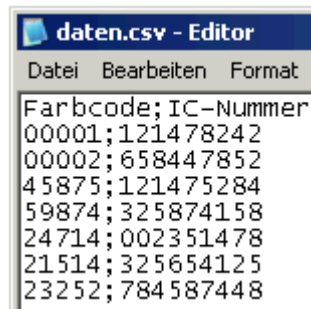 daten.csv - Editor
Datei Bearbeiten Format
Farbcode;IC-Nummer
00001;121478242
00002;658447852
45875;121475284
59874;325874158
24714;002351478
21514;325654125
23252;784587448